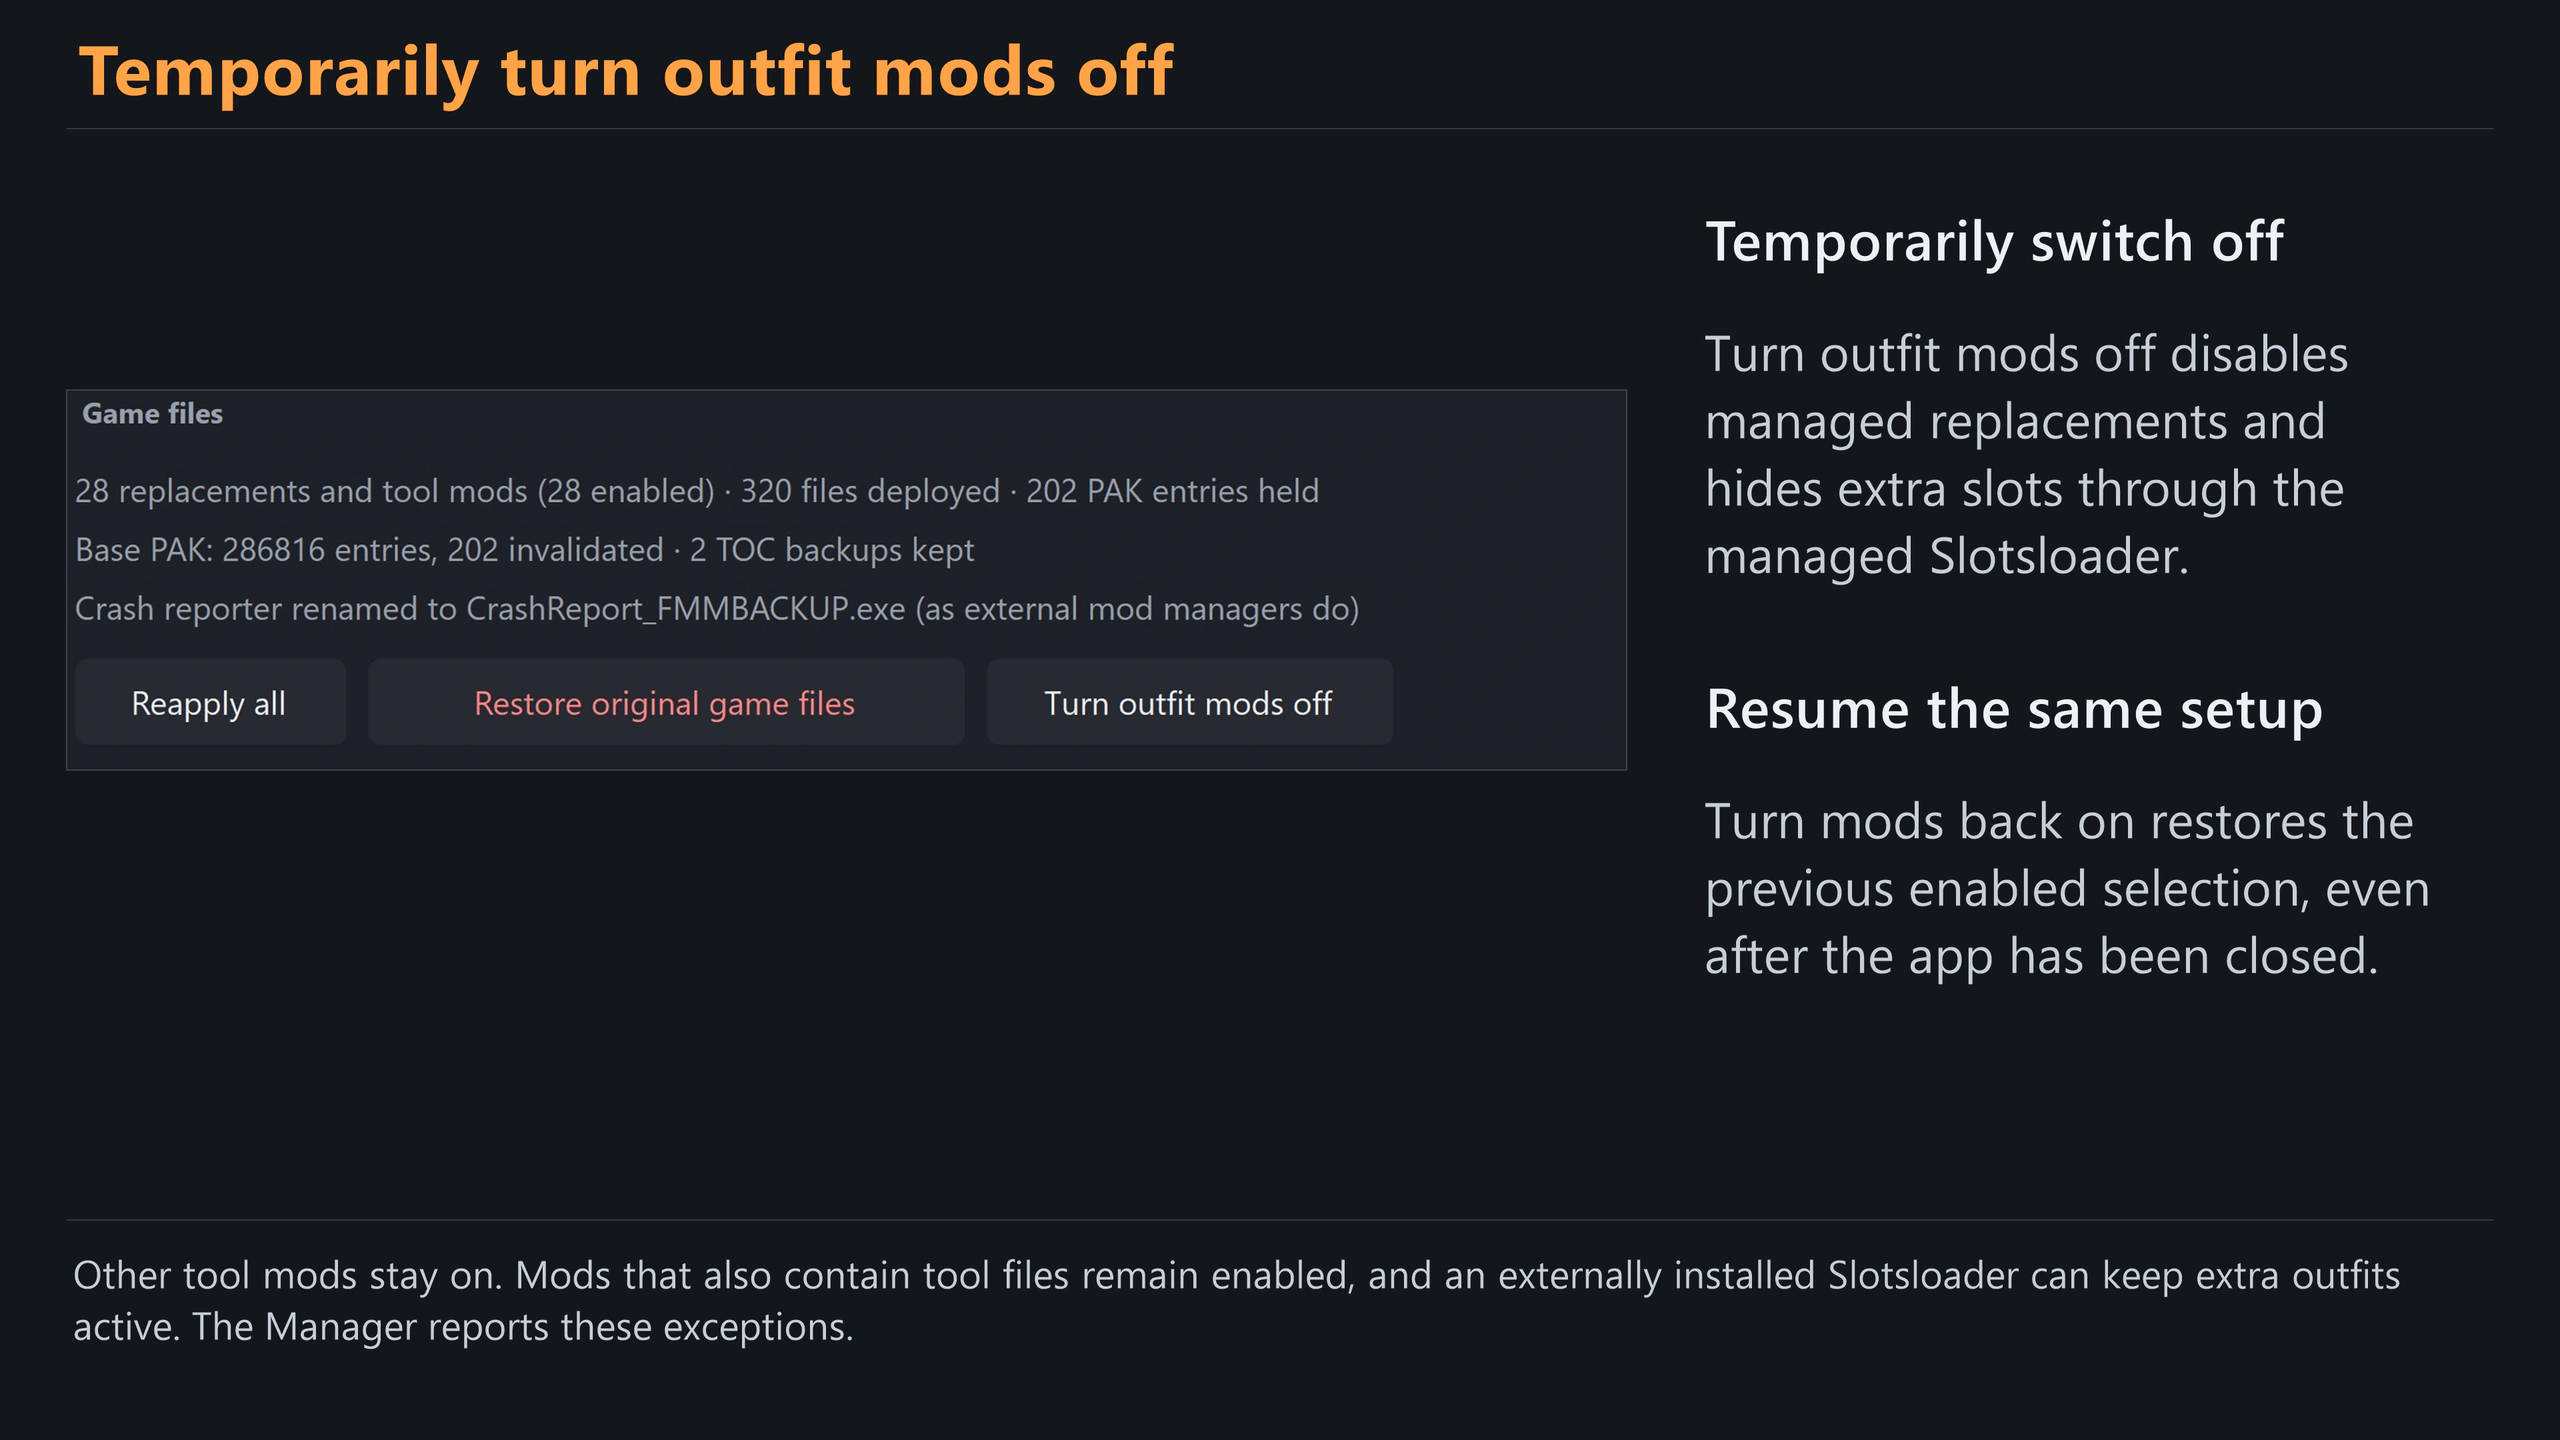 Temporarily turn outfit mods off
Game files
28 replacements and tool mods (28 enabled) · 320 files deployed · 202 PAK entries held
Base PAK: 286816 entries, 202 invalidated · 2 TOC backups kept
Crash reporter renamed to CrashReport_FMMBACKUP.exe (as external mod managers do)
Reapply all
Restore original game files
Turn outfit mods off
Temporarily switch off
Turn outfit mods off disables
managed replacements and
hides extra slots through the
managed Slotsloader.
Resume the same setup
Turn mods back on restores the
previous enabled selection, even
after the app has been closed.
Other tool mods stay on. Mods that also contain tool files remain enabled, and an externally installed Slotsloader can keep extra outfits
active. The Manager reports these exceptions.